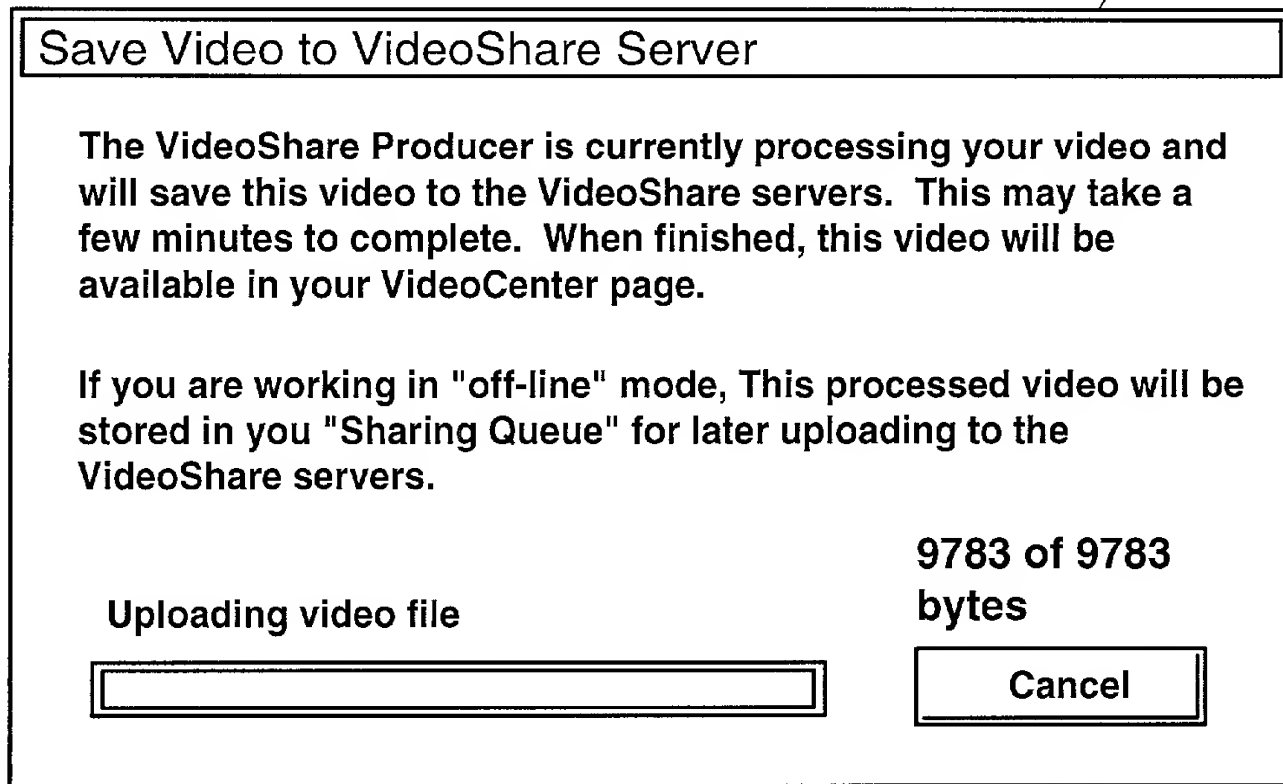 Save Video to VideoShare Server
The VideoShare Producer is currently processing your video and
will save this video to the VideoShare servers.  This may take a
few minutes to complete.  When finished, this video will be
available in your VideoCenter page.
If you are working in "off-line" mode, This processed video will be
stored in you "Sharing Queue" for later uploading to the
VideoShare servers.
9783 of 9783
bytes
Uploading video file
Cancel